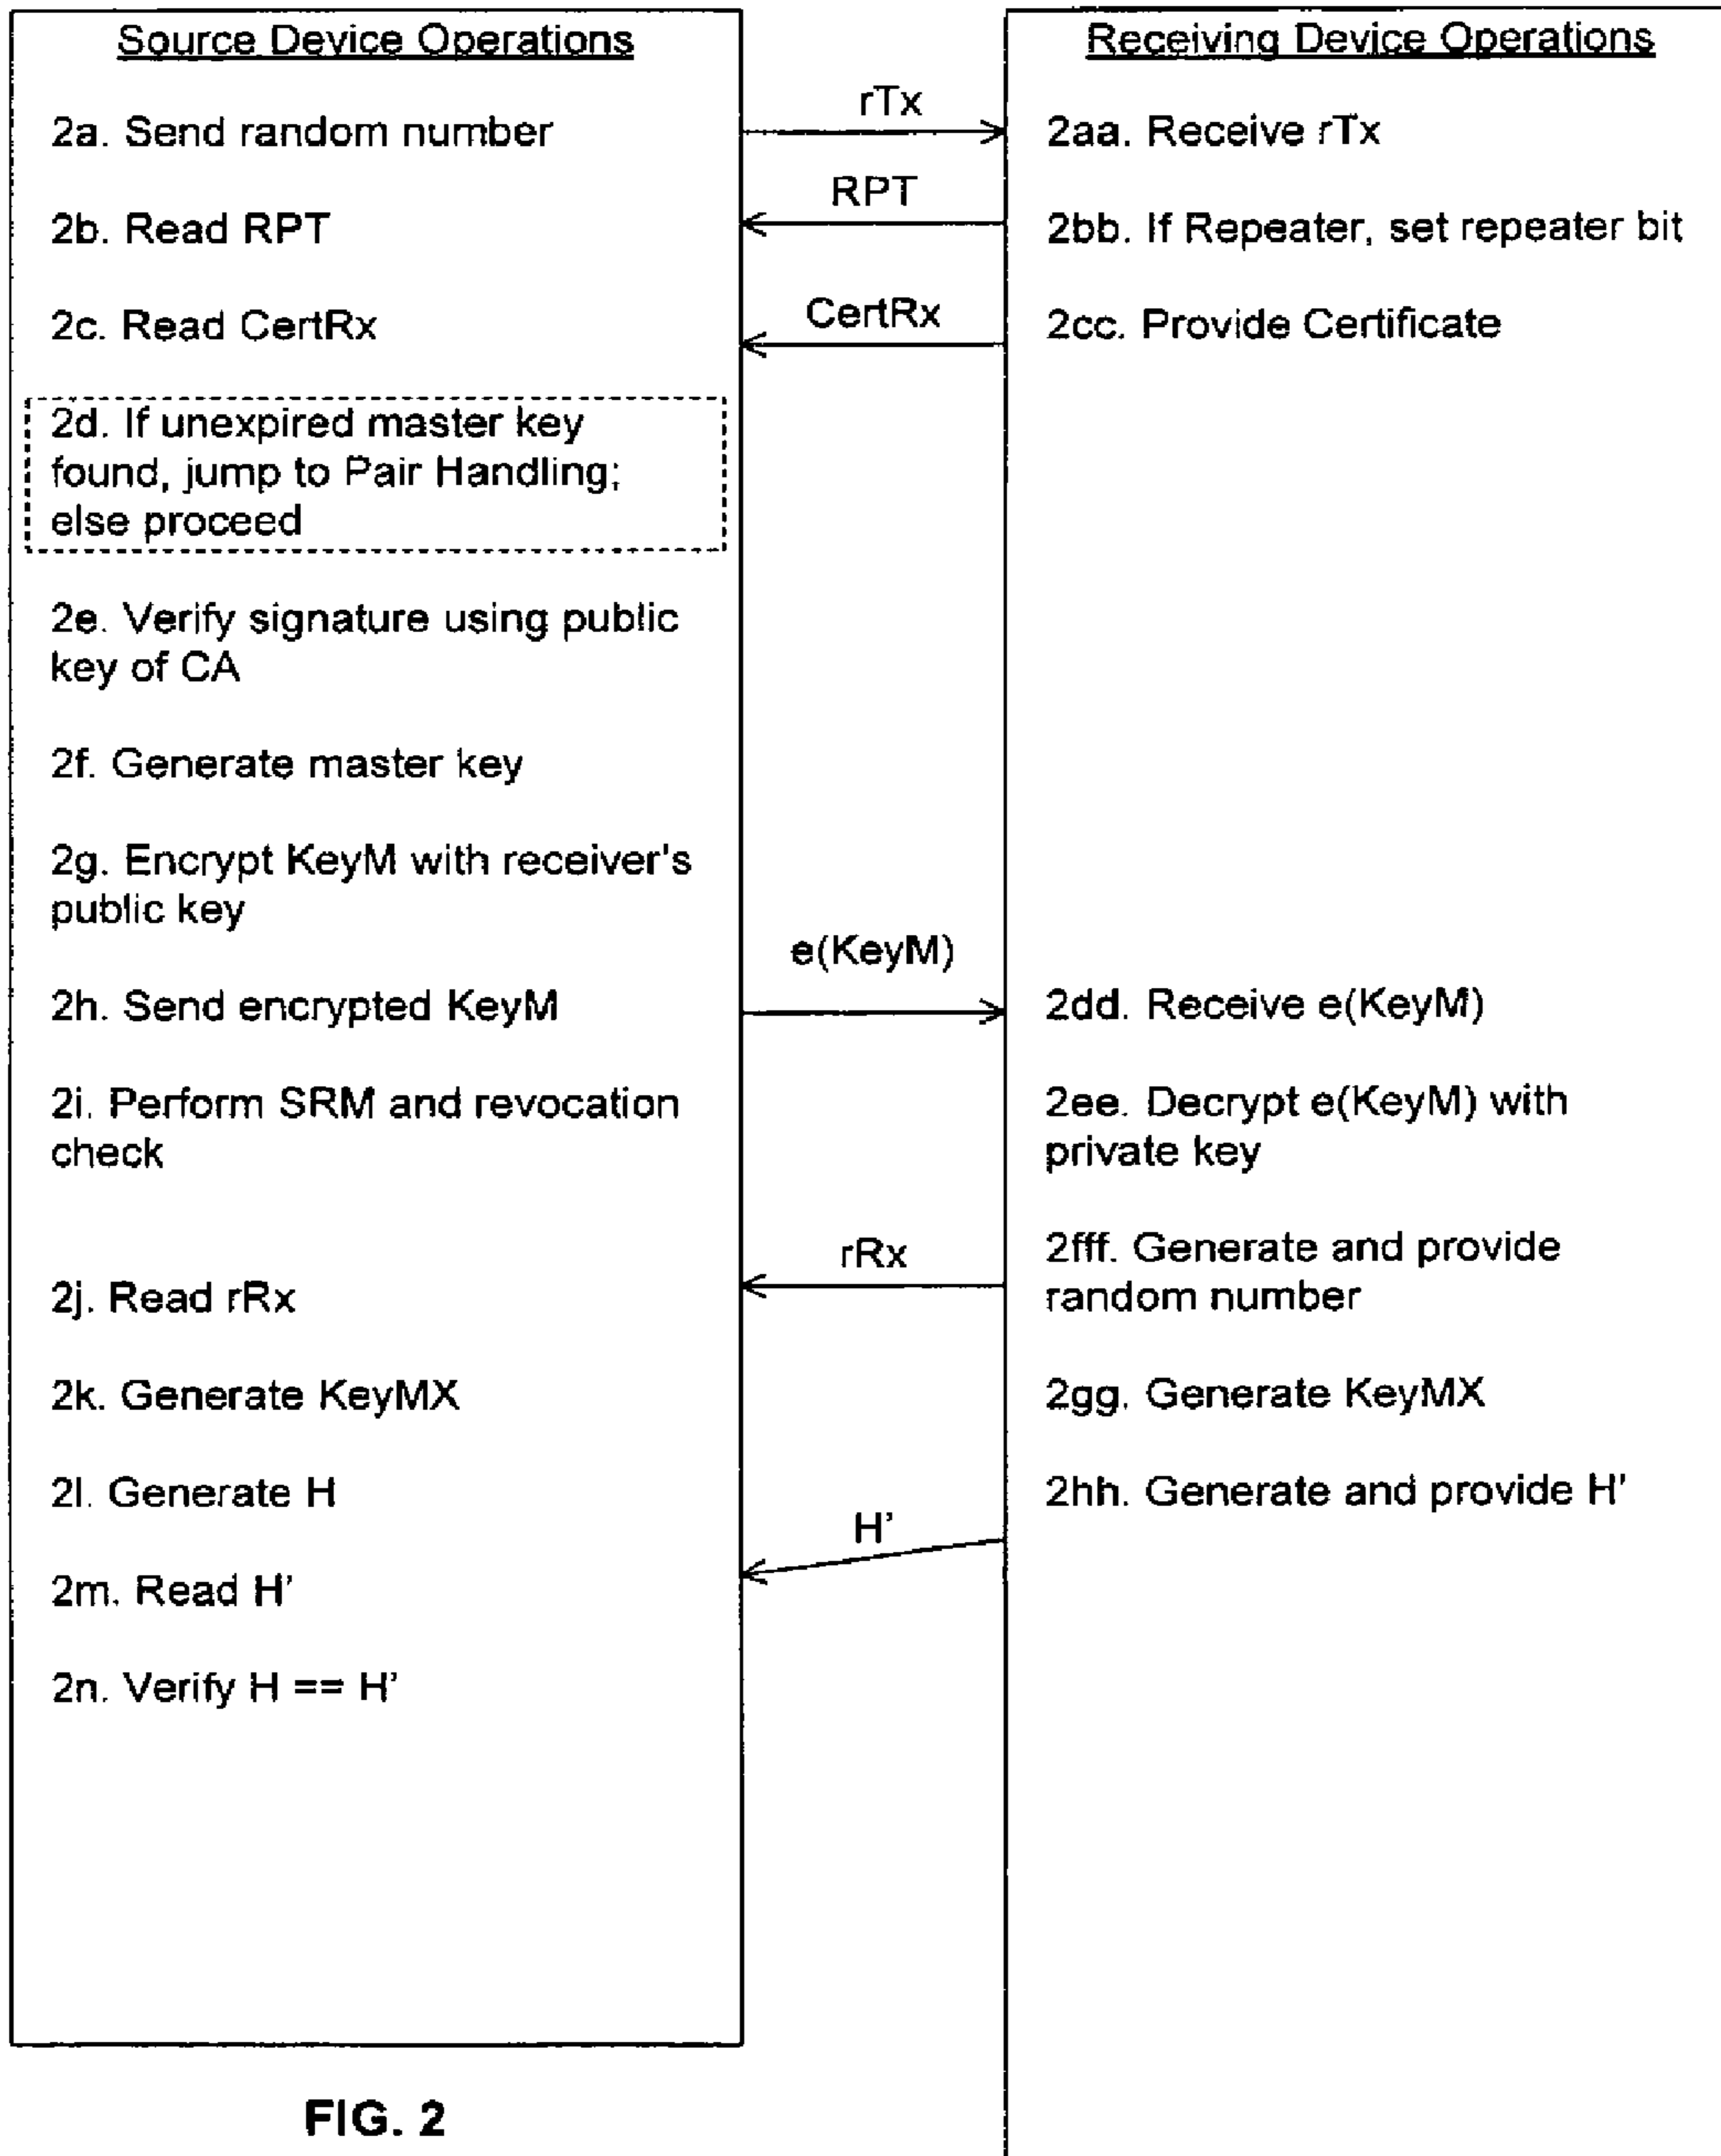 Source Device Operations
2a. Send random number
2b. Read RPT
2c. Read CertRx
2d. If unexpired master key
found, jump to Pair Handling;
else proceed
2e. Verify signature using public
key of CA
2f. Generate master key
2g. Encrypt KeyM with receiver's
public key
2h. Send encrypted KeyM
2i. Perform SRM and revocation
check
2j. Read rRx
2k. Generate KeyMX
2l. Generate H
2m. Read H'
2n. Verify H == H'
rTx
RPT
CertRx
e(KeyM)
rRx
H'
Receiving Device Operations
2aa. Receive rTx
2bb. If Repeater, set repeater bit
2cc. Provide Certificate
2dd. Receive e(KeyM)
2ee. Decrypt e(KeyM) with
private key
2fff. Generate and provide
random number
2gg. Generate KeyMX
2hh. Generate and provide H'
FIG. 2